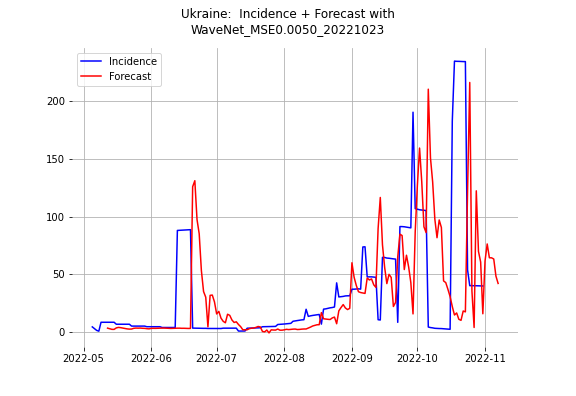 Ukraine:  Incidence + Forecast with
WaveNet_MSE0.0050_20221023
Incidence
Forecast
200
150
100
50
0
2022-05 2022-06 2022-07 2022-08 2022-09 2022-10 2022-11